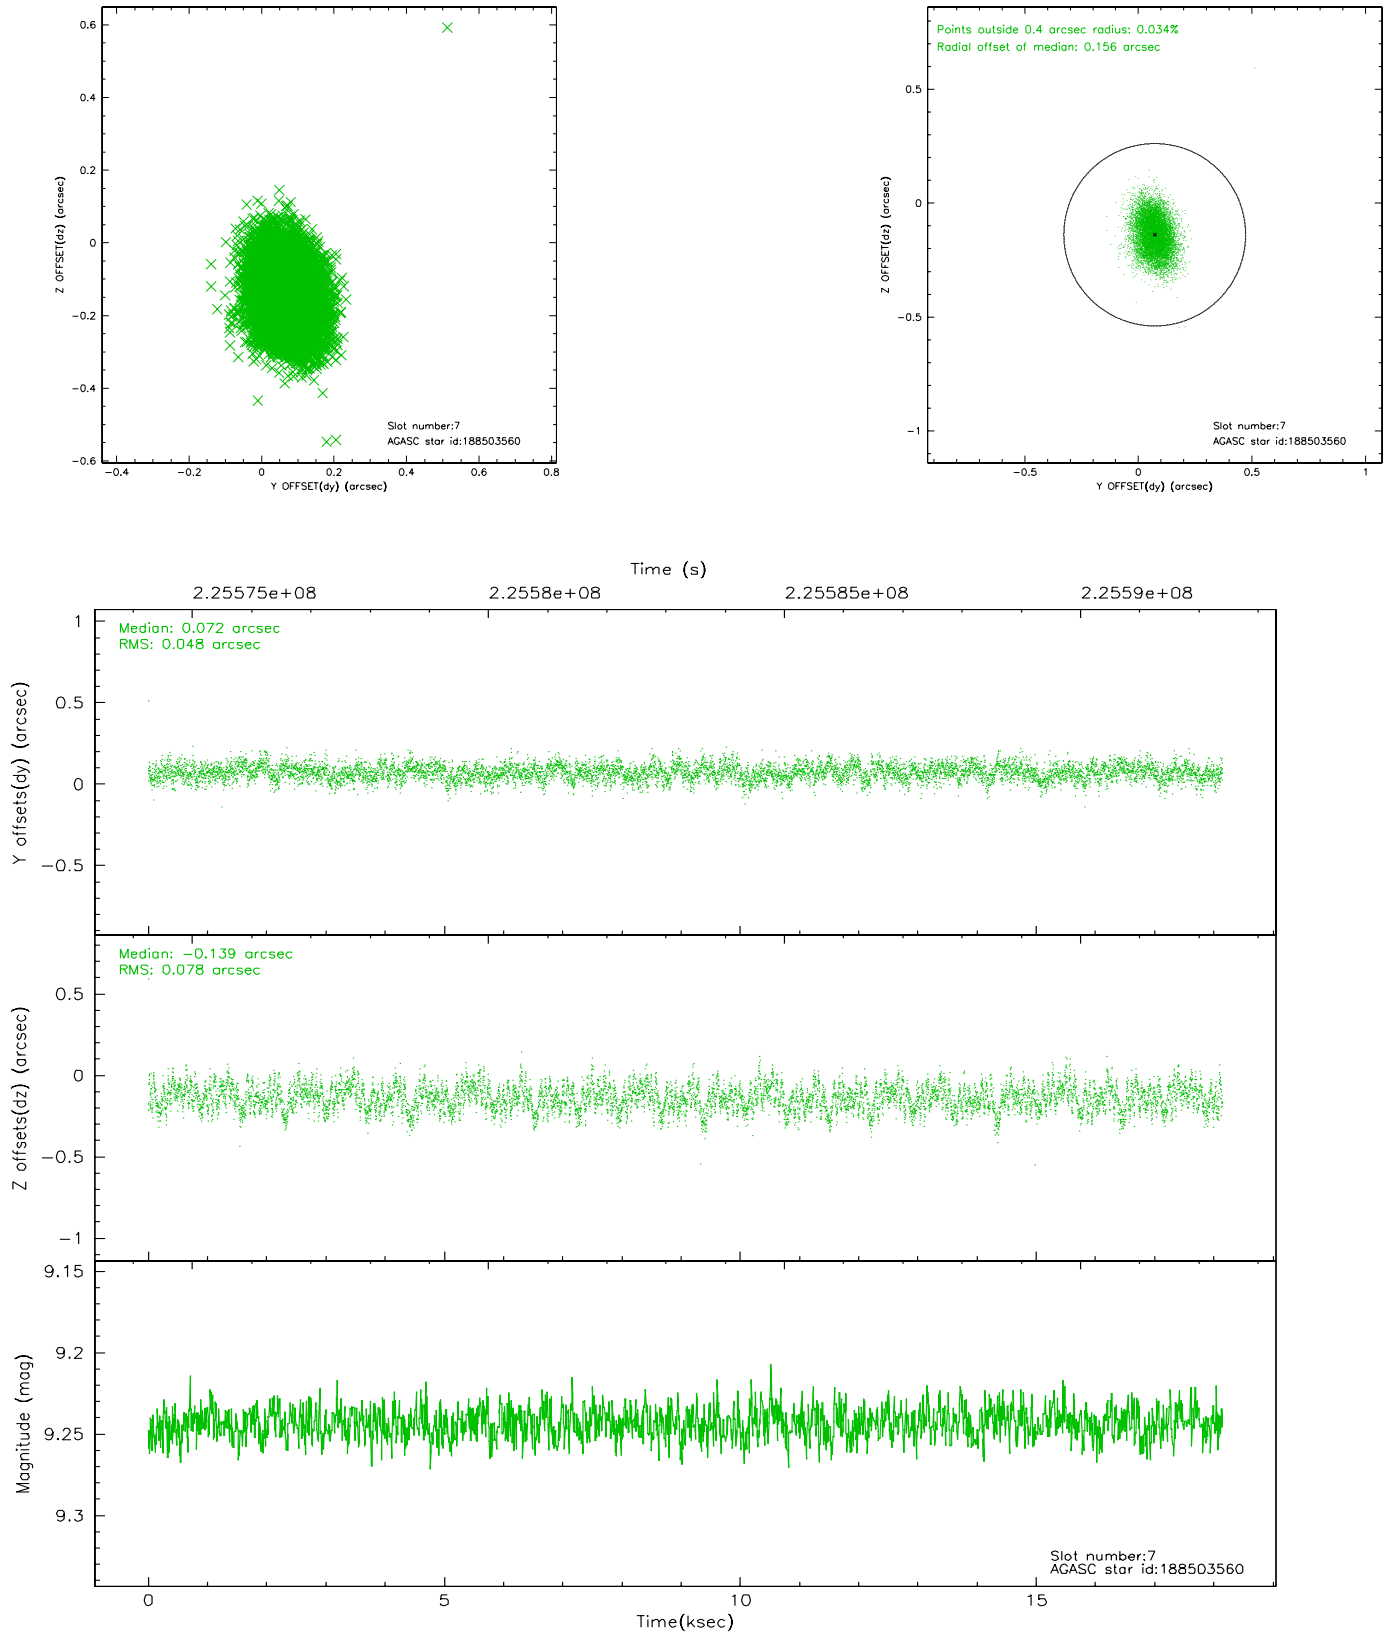 0.6
0.4
0.2
0
−0.2
−0.4
−0.6
Z OFFSET(dz) (arcsec)
Slot number:7
AGASC star id:188503560
−0.4 −0.2 0 0.2 0.4 0.6 0.8
Y OFFSET(dy) (arcsec)
Points outside 0.4 arcsec radius: 0.034%
Radial offset of median: 0.156 arcsec
0.5
0
−0.5
−1
Z OFFSET(dz) (arcsec)
Slot number:7
AGASC star id:188503560
−0.5 0 0.5 1
Y OFFSET(dy) (arcsec)
Time (s)
2.25575e+08 2.2558e+08 2.25585e+08 2.2559e+08
Median: 0.072 arcsec
RMS: 0.048 arcsec
1
0.5
0
−0.5
Y offsets(dy) (arcsec)
Median: −0.139 arcsec
RMS: 0.078 arcsec
0.5
0
−0.5
−1
Z offsets(dz) (arcsec)
9.15
9.2
9.25
9.3
Magnitude (mag)
Slot number:7
AGASC star id:188503560
0 5 10 15
Time(ksec)